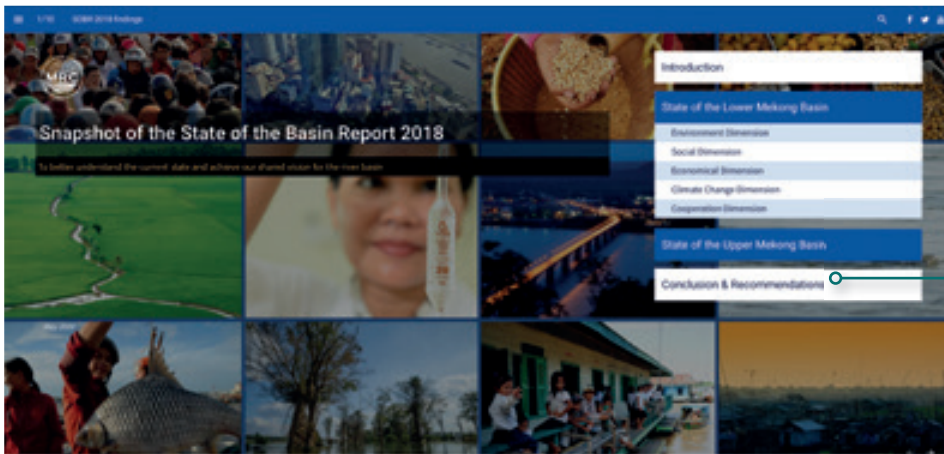 1/10 SOBR 2018 findings
MRC
Snapshot of the State of the Basin Report 2018
To better understand the current state and achieve our shared vision for the river basin
Introduction
State of the Lower Mekong Basin
Environment Dimension
Social Dimension
Economical Dimension
Climate Change Dimension
Cooperation Dimension
State of the Upper Mekong Basin
Conclusion & Recommendations